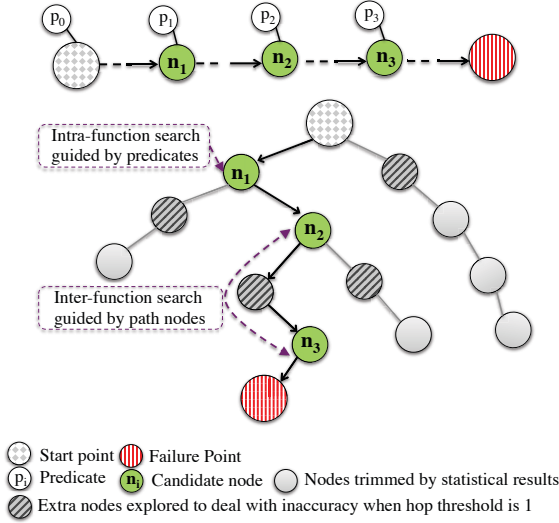 p0 p1 p2 p3
n1 n2 n3
Intra-function search
guided by predicates
n1
n2
Inter-function search
guided by path nodes
n3
Start point Failure Point
pi Predicate ni Candidate node Nodes trimmed by statistical results
Extra nodes explored to deal with inaccuracy when hop threshold is 1